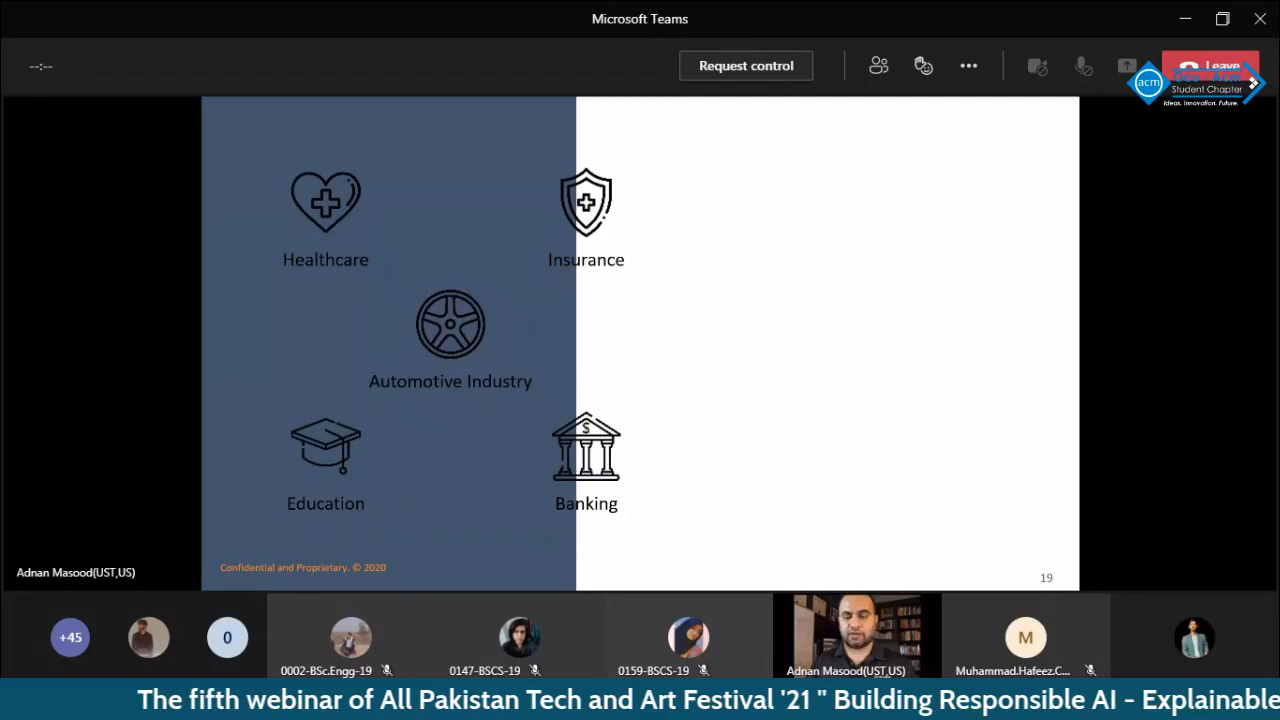 Microsoft Teams
--:--
Request control
Leave
acm
Student Chapter
Ideas. Innovation. Future.
Healthcare
Insurance
Automotive Industry
Education
$
Banking
Confidential and Proprietary. © 2020
19
Adnan Masood(UST,US)
+45
0
0002-BSc.Engg-19
0147-BSCS-19
0159-BSCS-19
Adnan Masood(UST,US)
M
Muhammad.Hafeez.C...
The fifth webinar of All Pakistan Tech and Art Festival '21 " Building Responsible AI - Explainable